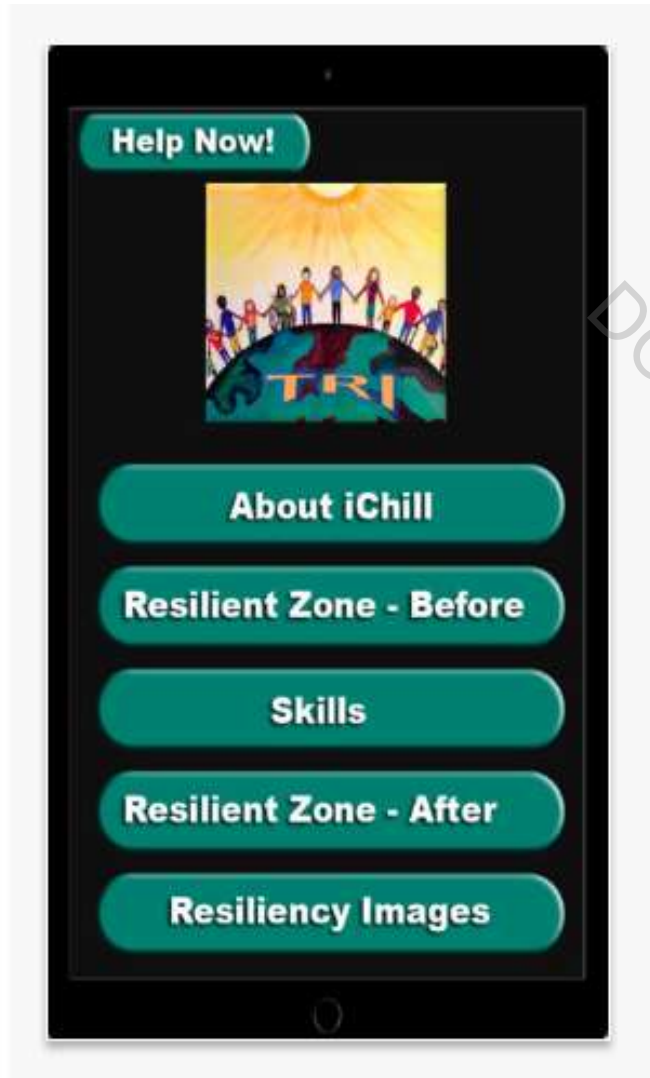 Help Now!
TRI
About iChill
Resilient Zone - Before
Skills
Resilient Zone - After
Resiliency Images